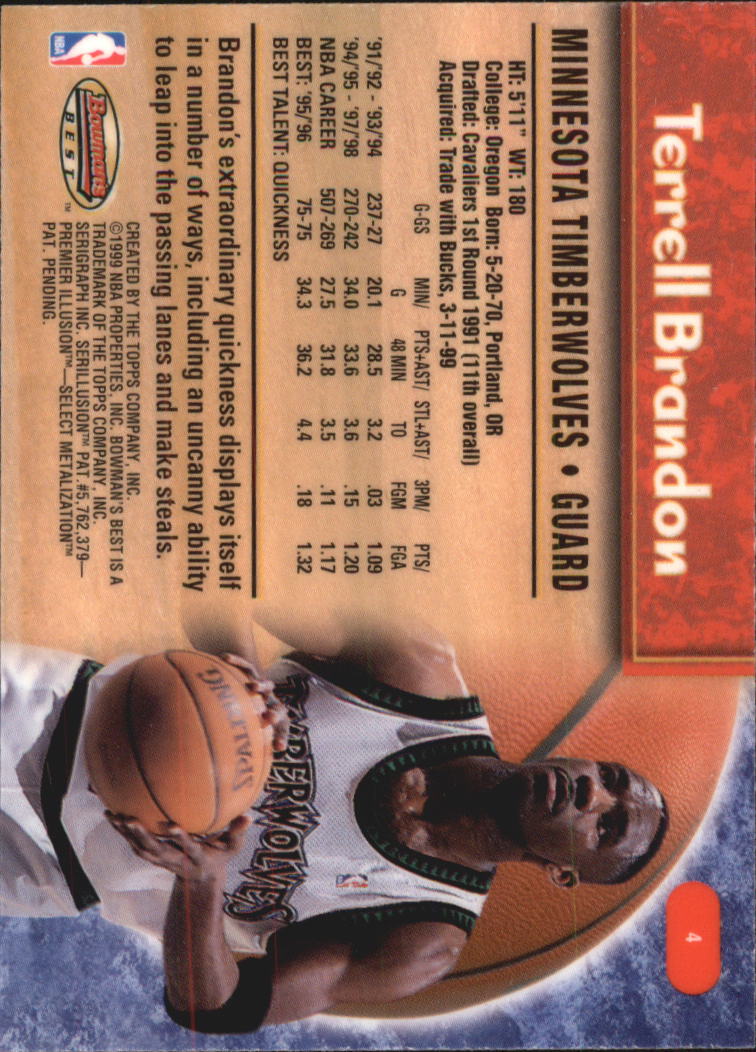 Terrell Brandon
4
MINNESOTA TIMBERWOLVES • GUARD
HT: 5'11" WT: 180
College: Oregon Born: 5-20-70, Portland, OR
Drafted: Cavaliers 1st Round 1991 (11th overall)
Acquired: Trade with Bucks, 3-11-99
G-GS MIN/G PTS+AST/48 MIN STL+AST/TO 3PM/FGM PTS/FGA
'91/'92 - '93/'94 237-27 20.1 28.5 3.2 .03 1.09
'94/'95 - '97/'98 270-242 34.0 33.6 3.6 .15 1.20
NBA CAREER 507-269 27.5 31.8 3.5 .11 1.17
BEST: '95/'96 75-75 34.3 36.2 4.4 .18 1.32
BEST TALENT: QUICKNESS
Brandon's extraordinary quickness displays itself
in a number of ways, including an uncanny ability
to leap into the passing lanes and make steals.
NBA
Bowman's
BEST™
CREATED BY THE TOPPS COMPANY, INC.
©1999 NBA PROPERTIES, INC. BOWMAN'S BEST IS A
TRADEMARK OF THE TOPPS COMPANY, INC.
SERIGRAPH INC. SERILLUSION™ PAT. #5,762,379—
PREMIER ILLUSION™—SELECT METALIZATION™
PAT. PENDING.
TIMBERWOLVES
SPALDING